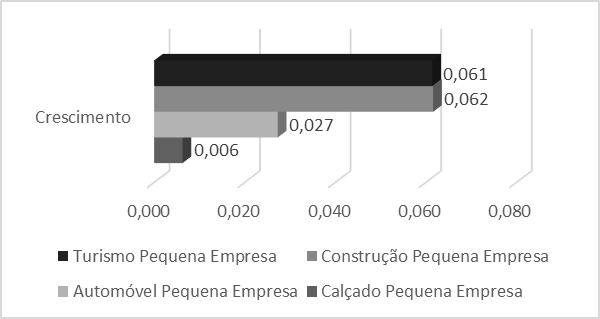 0,061
0,062
Crescimento
0,027
0,006
0,000 0,020 0,040 0,060 0,080
Turismo Pequena Empresa Construção Pequena Empresa
Automóvel Pequena Empresa Calçado Pequena Empresa